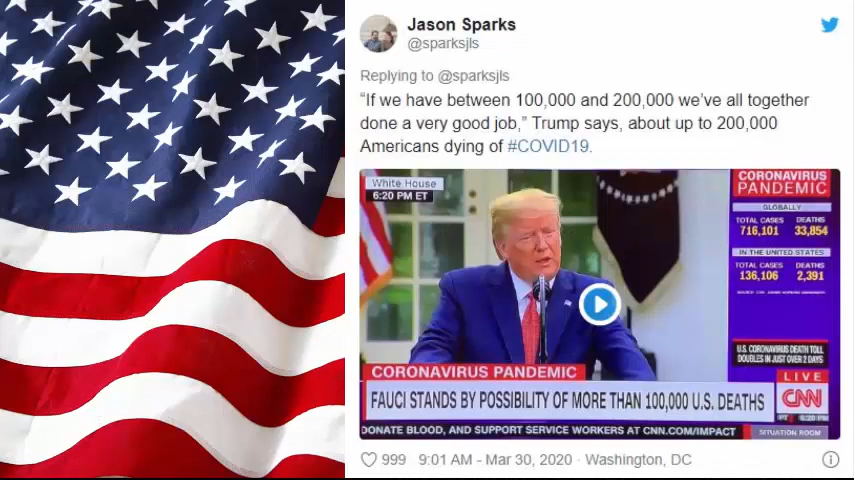 Jason Sparks
@sparksjls
Replying to @sparksjls
“If we have between 100,000 and 200,000 we’ve all together
done a very good job,” Trump says, about up to 200,000
Americans dying of #COVID19.
White House
6:20 PM ET
CORONAVIRUS
PANDEMIC
GLOBALLY
TOTAL CASES DEATHS
716,101 33,854
IN THE UNITED STATES
TOTAL CASES DEATHS
136,106 2,391
U.S. CORONAVIRUS DEATH TOLL
DOUBLES IN JUST OVER 2 DAYS
CORONAVIRUS PANDEMIC
LIVE
CNN
FAUCI STANDS BY POSSIBILITY OF MORE THAN 100,000 U.S. DEATHS
DONATE BLOOD, AND SUPPORT SERVICE WORKERS AT CNN.COM/IMPACT
SITUATION ROOM
999 9:01 AM - Mar 30, 2020 · Washington, DC